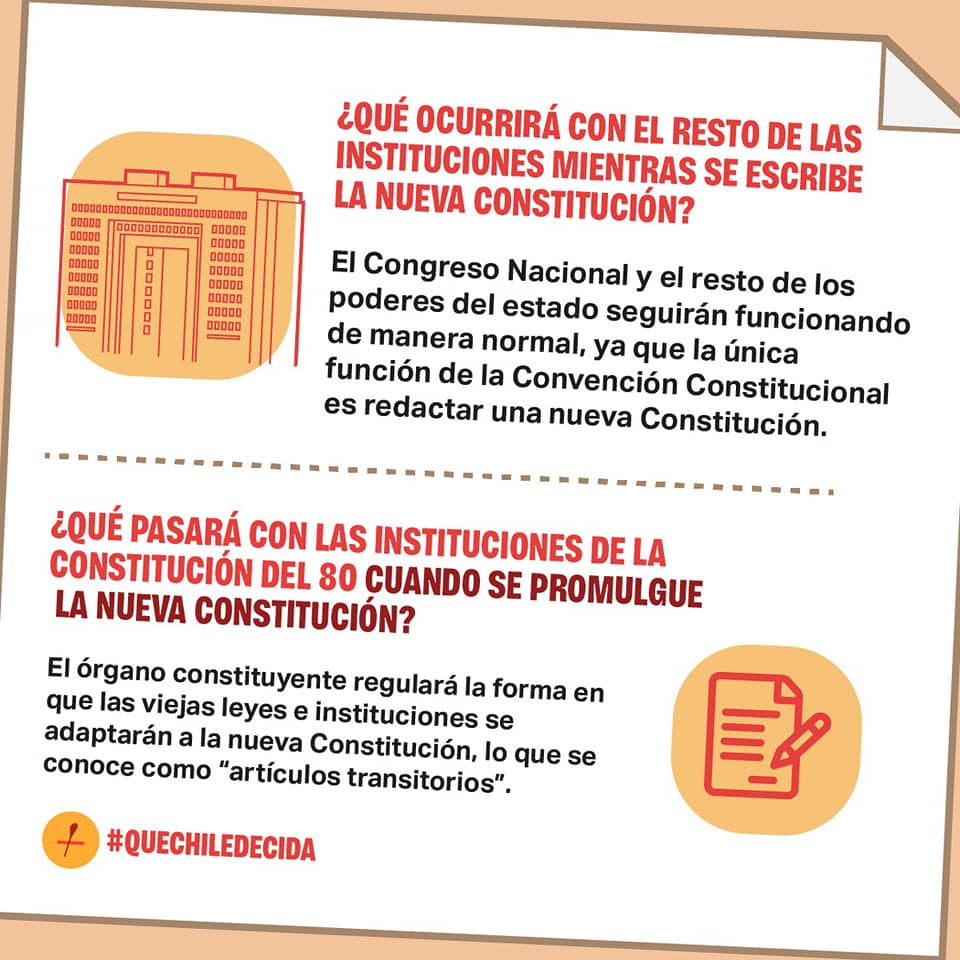 ¿QUÉ OCURRIRÁ CON EL RESTO DE LAS
INSTITUCIONES MIENTRAS SE ESCRIBE
LA NUEVA CONSTITUCIÓN?
El Congreso Nacional y el resto de los
poderes del estado seguirán funcionando
de manera normal, ya que la única
función de la Convención Constitucional
es redactar una nueva Constitución.
¿QUÉ PASARÁ CON LAS INSTITUCIONES DE LA
CONSTITUCIÓN DEL 80 CUANDO SE PROMULGUE
LA NUEVA CONSTITUCIÓN?
El órgano constituyente regulará la forma en
que las viejas leyes e instituciones se
adaptarán a la nueva Constitución, lo que se
conoce como “artículos transitorios”.
#QUECHILEDECIDA